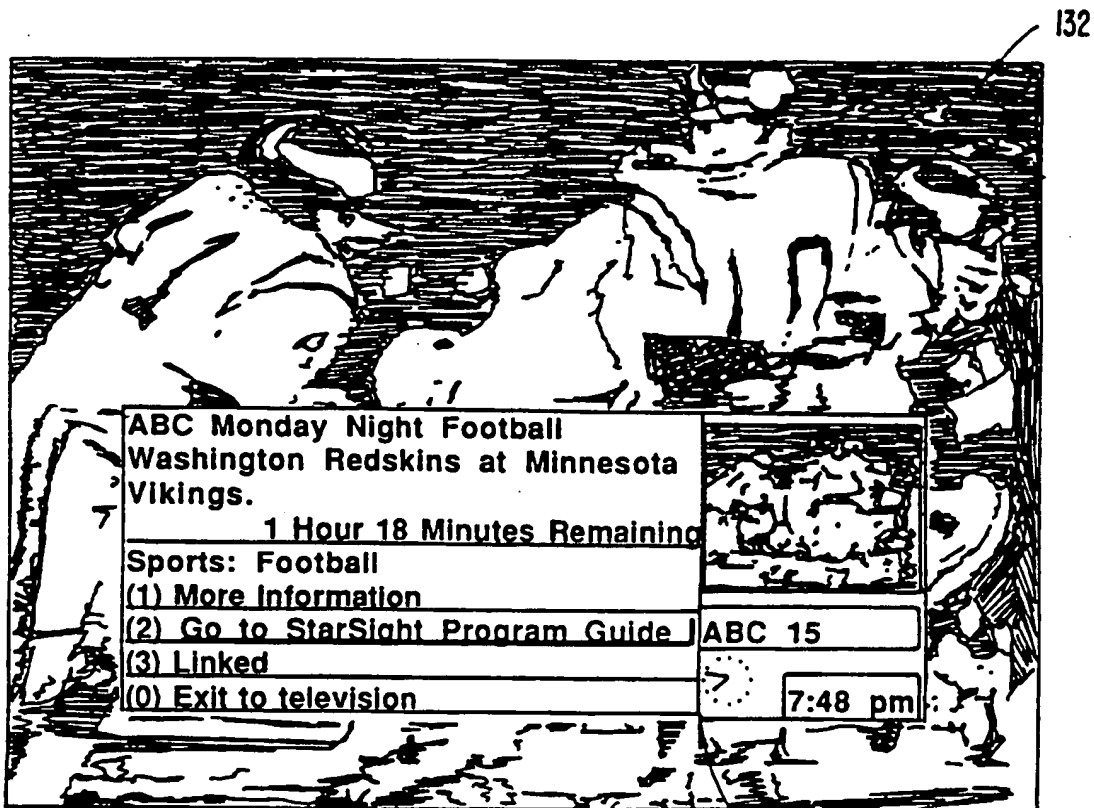 132
ABC Monday Night Football
Washington Redskins at Minnesota
Vikings.
1 Hour 18 Minutes Remaining
Sports: Football
(1) More Information
(2) Go to StarSight Program Guide
ABC 15
(3) Linked
(0) Exit to television
7:48 pm